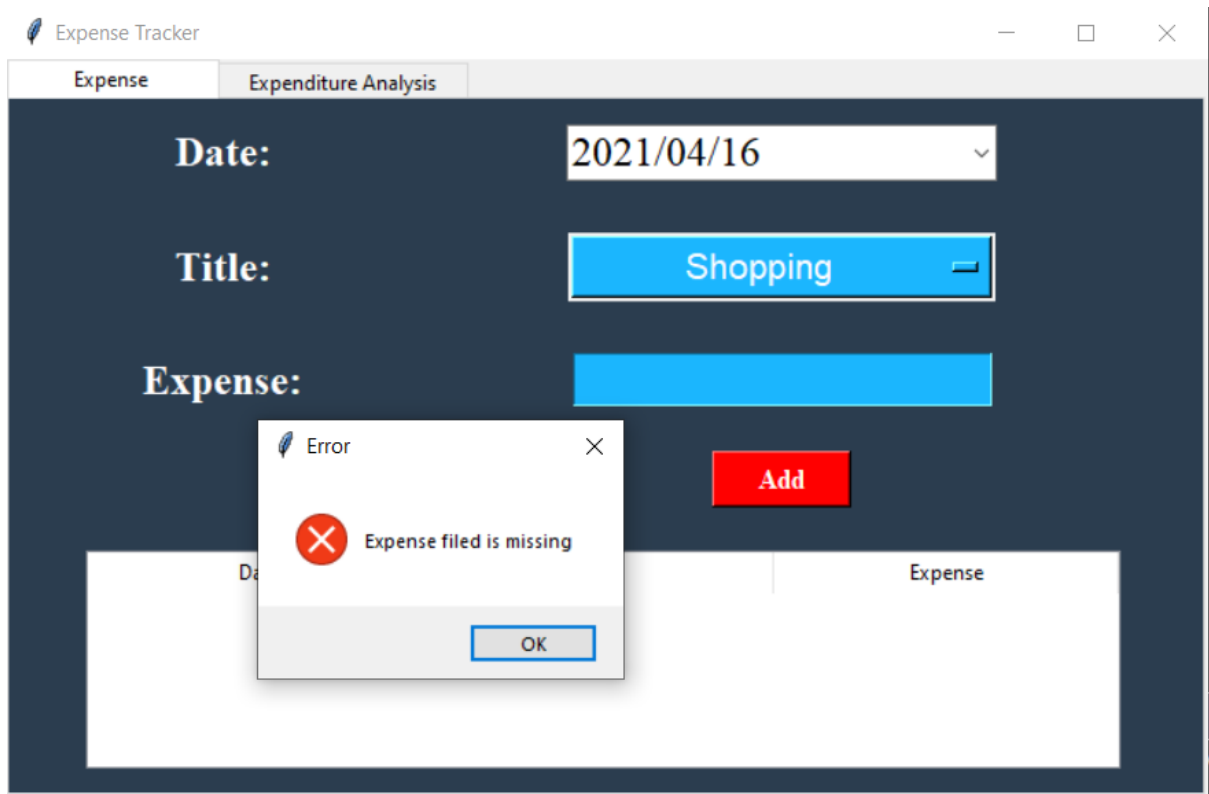 Expense Tracker
Expense Expenditure Analysis
Date: 2021/04/16
Title: Shopping
Expense:
Error
Add
Expense filed is missing
Expense
OK